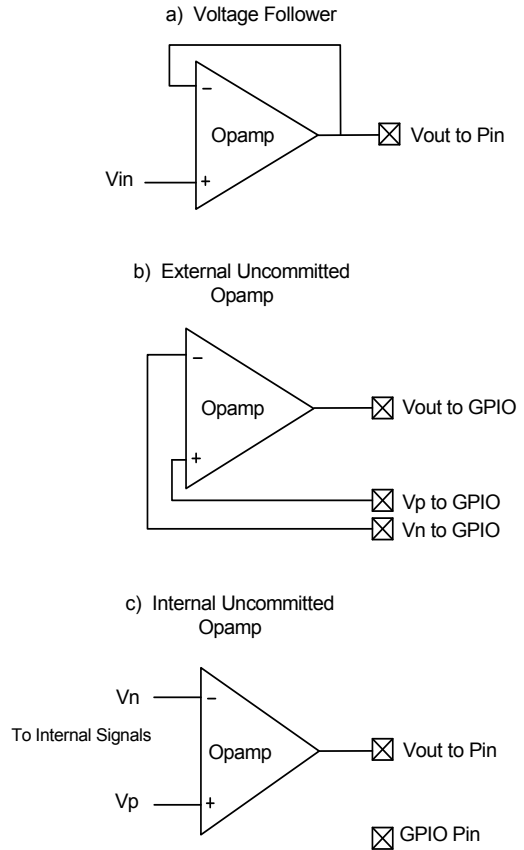 a) Voltage Follower
−
Opamp
Vout to Pin
Vin
+
b) External Uncommitted
Opamp
−
Opamp
Vout to GPIO
+
Vp to GPIO
Vn to GPIO
c) Internal Uncommitted
Opamp
Vn
−
To Internal Signals
Opamp
Vout to Pin
Vp
+
GPIO Pin